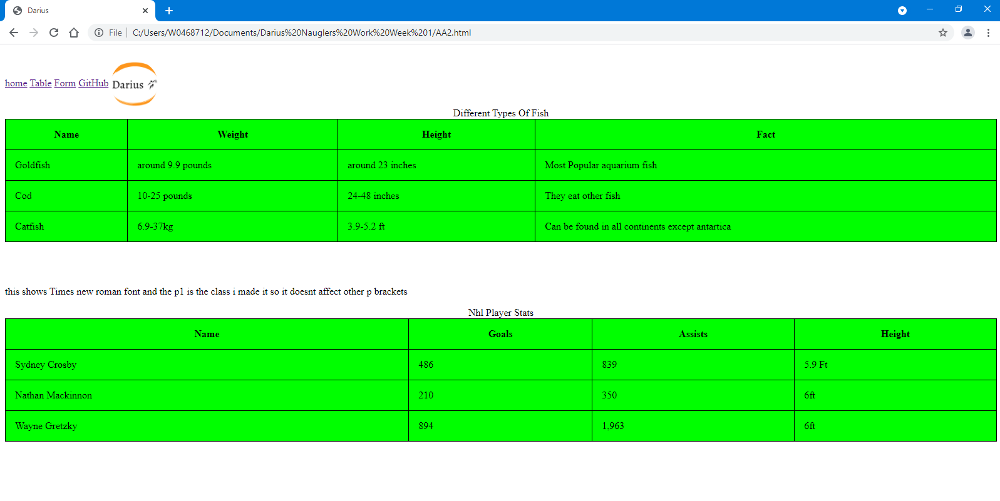 Darius
File C:/Users/W0468712/Documents/Darius%20Nauglers%20Work%20Week%201/AA2.html
home Table Form GitHub Darius
Different Types Of Fish
Name Weight Height Fact
Goldfish around 9.9 pounds around 23 inches Most Popular aquarium fish
Cod 10-25 pounds 24-48 inches They eat other fish
Catfish 6.9-37kg 3.9-5.2 ft Can be found in all continents except antartica
this shows Times new roman font and the p1 is the class i made it so it doesnt affect other p brackets
Nhl Player Stats
Name Goals Assists Height
Sydney Crosby 486 839 5.9 Ft
Nathan Mackinnon 210 350 6ft
Wayne Gretzky 894 1,963 6ft